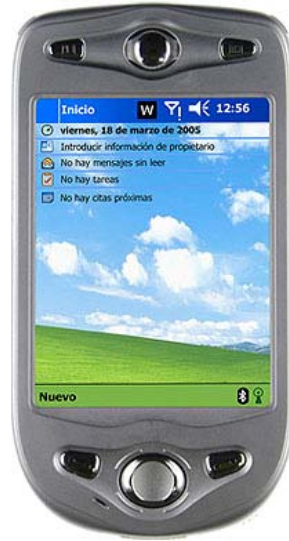 Inicio W 12:56
viernes, 18 de marzo de 2005
Introducir información de propietario
No hay mensajes sin leer
No hay tareas
No hay citas próximas
Nuevo